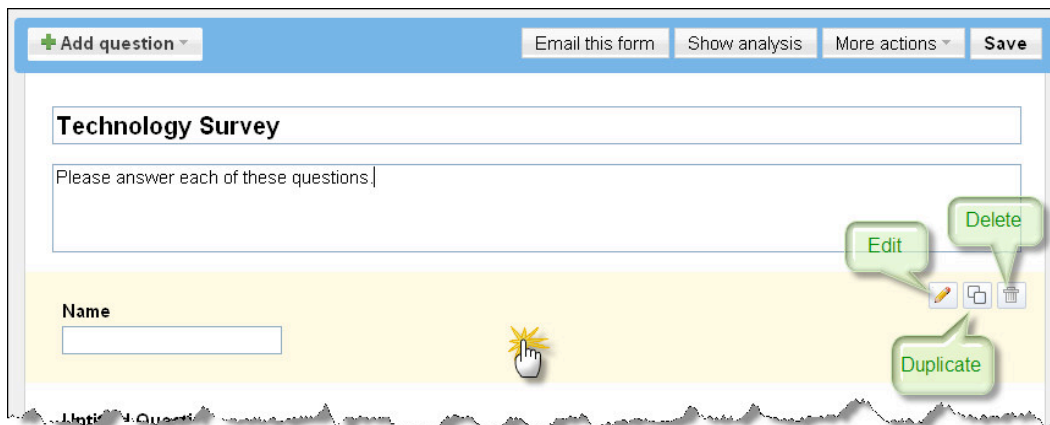 Add question
Email this form
Show analysis
More actions
Save
Technology Survey
Please answer each of these questions.
Delete
Edit
Name
Duplicate